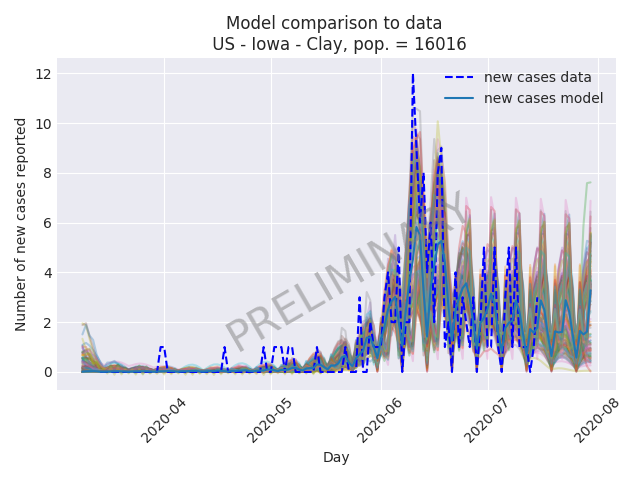 Model comparison to data
US - Iowa - Clay, pop. = 16016
Number of new cases reported
12
10
8
6
4
2
0
new cases data
new cases model
PRELIMINARY
2020-04
2020-05
2020-06
2020-07
2020-08
Day